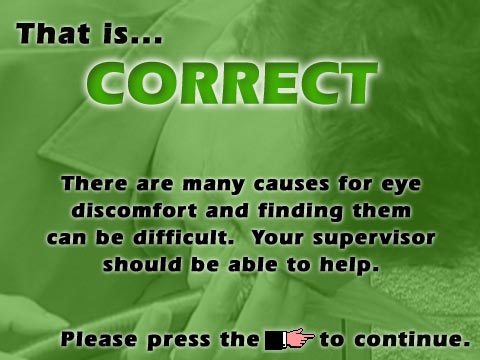 That is...
CORRECT
There are many causes for eye
discomfort and finding them
can be difficult. Your supervisor
should be able to help.
Please press the to continue.